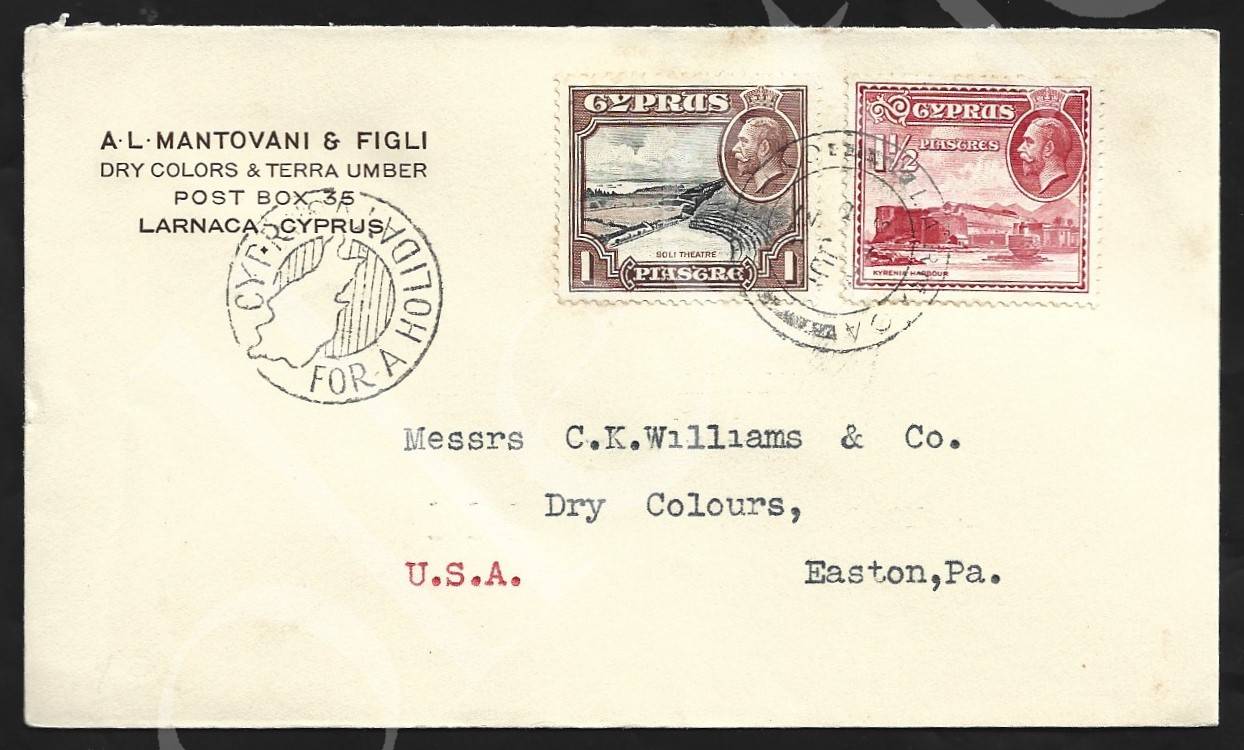 A·L·MANTOVANI & FIGLI
DRY COLORS & TERRA UMBER
POST BOX 35
LARNACA, CYPRUS
CYPRUS
SOLI THEATRE
1 PIASTRE 1
CYPRUS
1½ PIASTRES
KYRENIA HARBOUR
CYPRUS
FOR·A HOLIDAY
Messrs C.K.Williams & Co.
Dry Colours,
U.S.A. Easton,Pa.